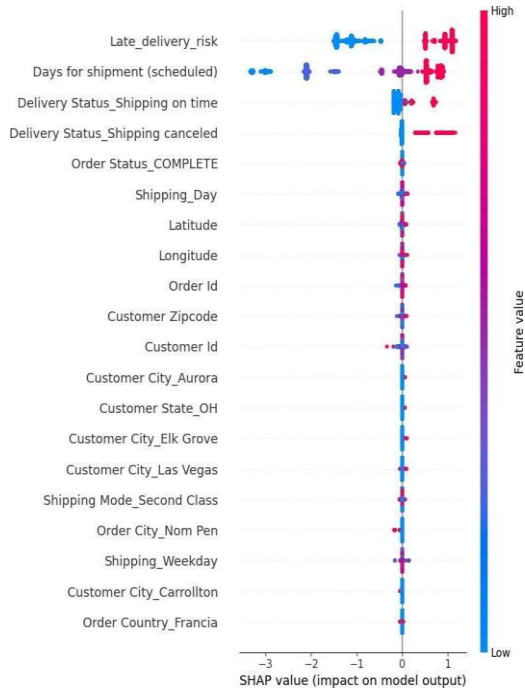 High
Late_delivery_risk
Days for shipment (scheduled)
Delivery Status_Shipping on time
Delivery Status_Shipping canceled
Order Status_COMPLETE
Shipping_Day
Latitude
Longitude
Order Id
Customer Zipcode
Customer Id
Customer City_Aurora
Customer State_OH
Customer City_Elk Grove
Customer City_Las Vegas
Shipping Mode_Second Class
Order City_Nom Pen
Shipping_Weekday
Customer City_Carrollton
Order Country_Francia
Feature value
Low
−3 −2 −1 0 1
SHAP value (impact on model output)